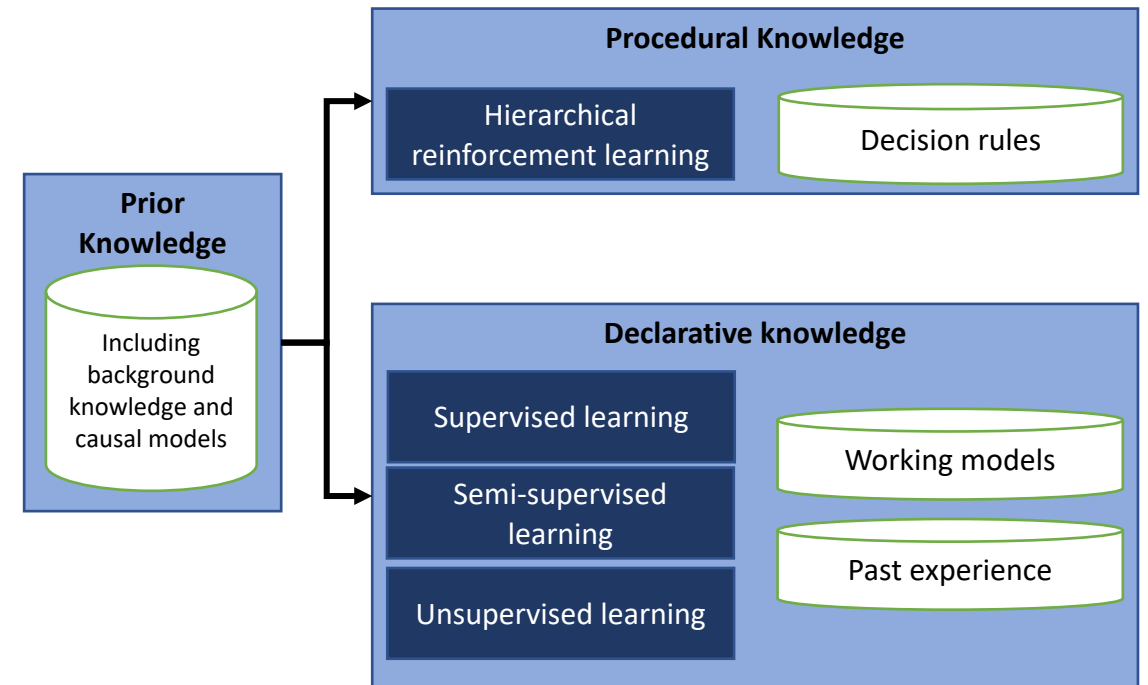 Procedural Knowledge
Hierarchical
reinforcement learning
Decision rules
Prior
Knowledge
Including
background
knowledge and
causal models
Declarative knowledge
Supervised learning
Semi-supervised
learning
Unsupervised learning
Working models
Past experience